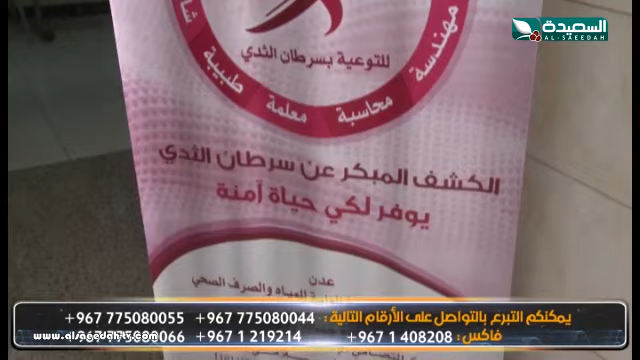 السعيدة
AL-SAEEDAH
للتوعية بسرطان الثدي
مهندسة
محاسبة
معلمة
طبيبة
الكشف المبكر عن سرطان الثدي
يوفر لكي حياة آمنة
عدن
للمياه والصرف الصحي
يمكنكم التبرع بالتواصل على الأرقام التالية : 775080044 967+ 775080055 967+
فاكس: 408208 1 967+ 219214 1 967+